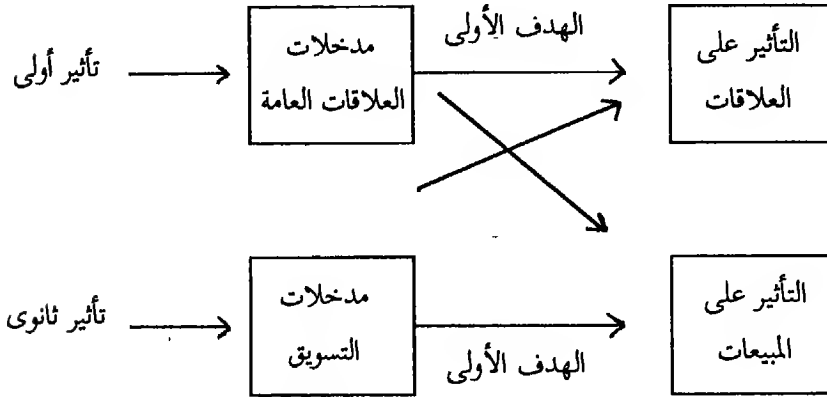 تأثير أولى
مدخلات
العلاقات العامة
الهدف الأولى
التأثير على
العلاقات
تأثير ثانوى
مدخلات
التسويق
الهدف الأولى
التأثير على
المبيعات